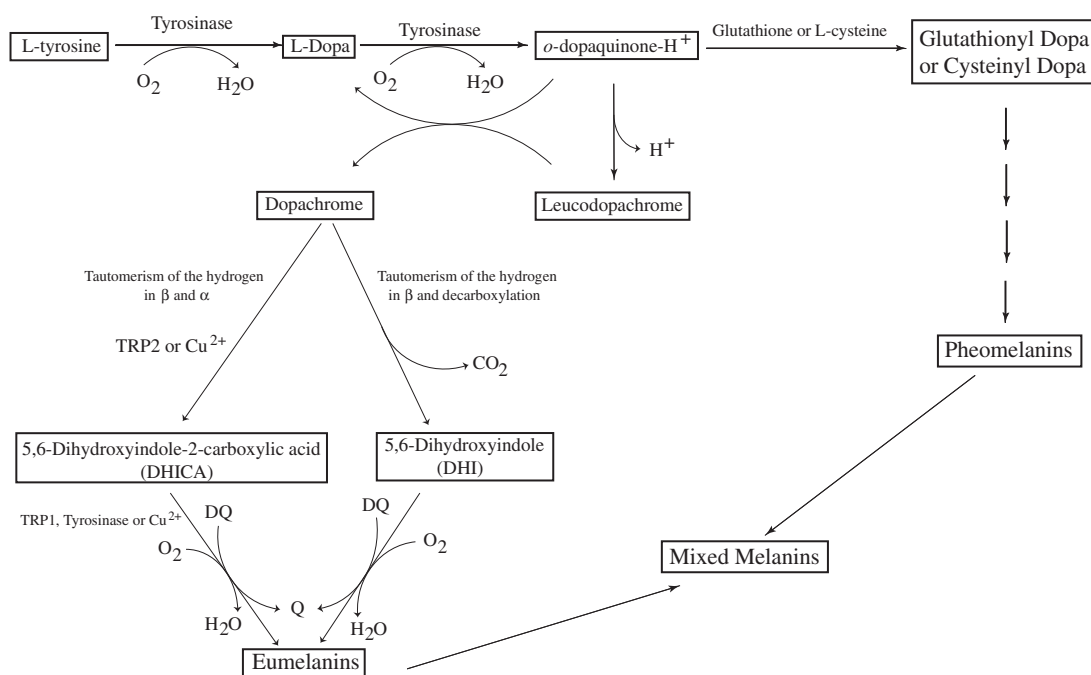 Tyrosinase
Tyrosinase
Glutathione or L-cysteine
L-tyrosine
L-Dopa
o-dopaquinone-H⁺
Glutathionyl Dopa
or Cysteinyl Dopa
O₂
H₂O
O₂
H₂O
H⁺
Dopachrome
Leucodopachrome
Tautomerism of the hydrogen
in β and α
Tautomerism of the hydrogen
in β and decarboxylation
TRP2 or Cu²⁺
CO₂
Pheomelanins
5,6-Dihydroxyindole-2-carboxylic acid
(DHICA)
5,6-Dihydroxyindole
(DHI)
TRP1, Tyrosinase or Cu²⁺
DQ
DQ
O₂
O₂
Mixed Melanins
Q
H₂O
H₂O
Eumelanins